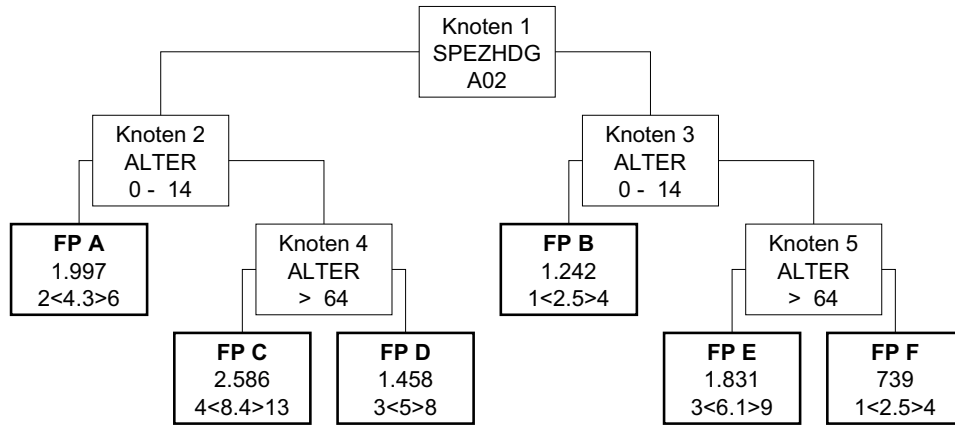 Knoten 1
SPEZHDG
A02
Knoten 2
ALTER
0 - 14
Knoten 3
ALTER
0 - 14
FP A
1.997
2<4.3>6
Knoten 4
ALTER
> 64
FP B
1.242
1<2.5>4
Knoten 5
ALTER
> 64
FP C
2.586
4<8.4>13
FP D
1.458
3<5>8
FP E
1.831
3<6.1>9
FP F
739
1<2.5>4